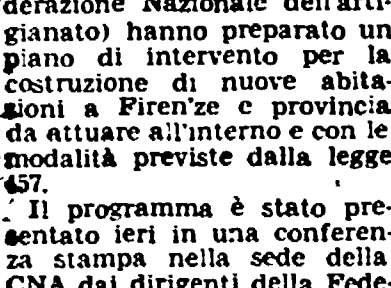 derazione Nazionale dell'arti-
gianato) hanno preparato un
piano di intervento per la
costruzione di nuove abita-
zioni a Firen'ze e provincia
da attuare all'interno e con le
modalità previste dalla legge
457.
Il programma è stato pre-
sentato ieri in una conferen-
za stampa nella sede della
CNA dai dirigenti della Fede-